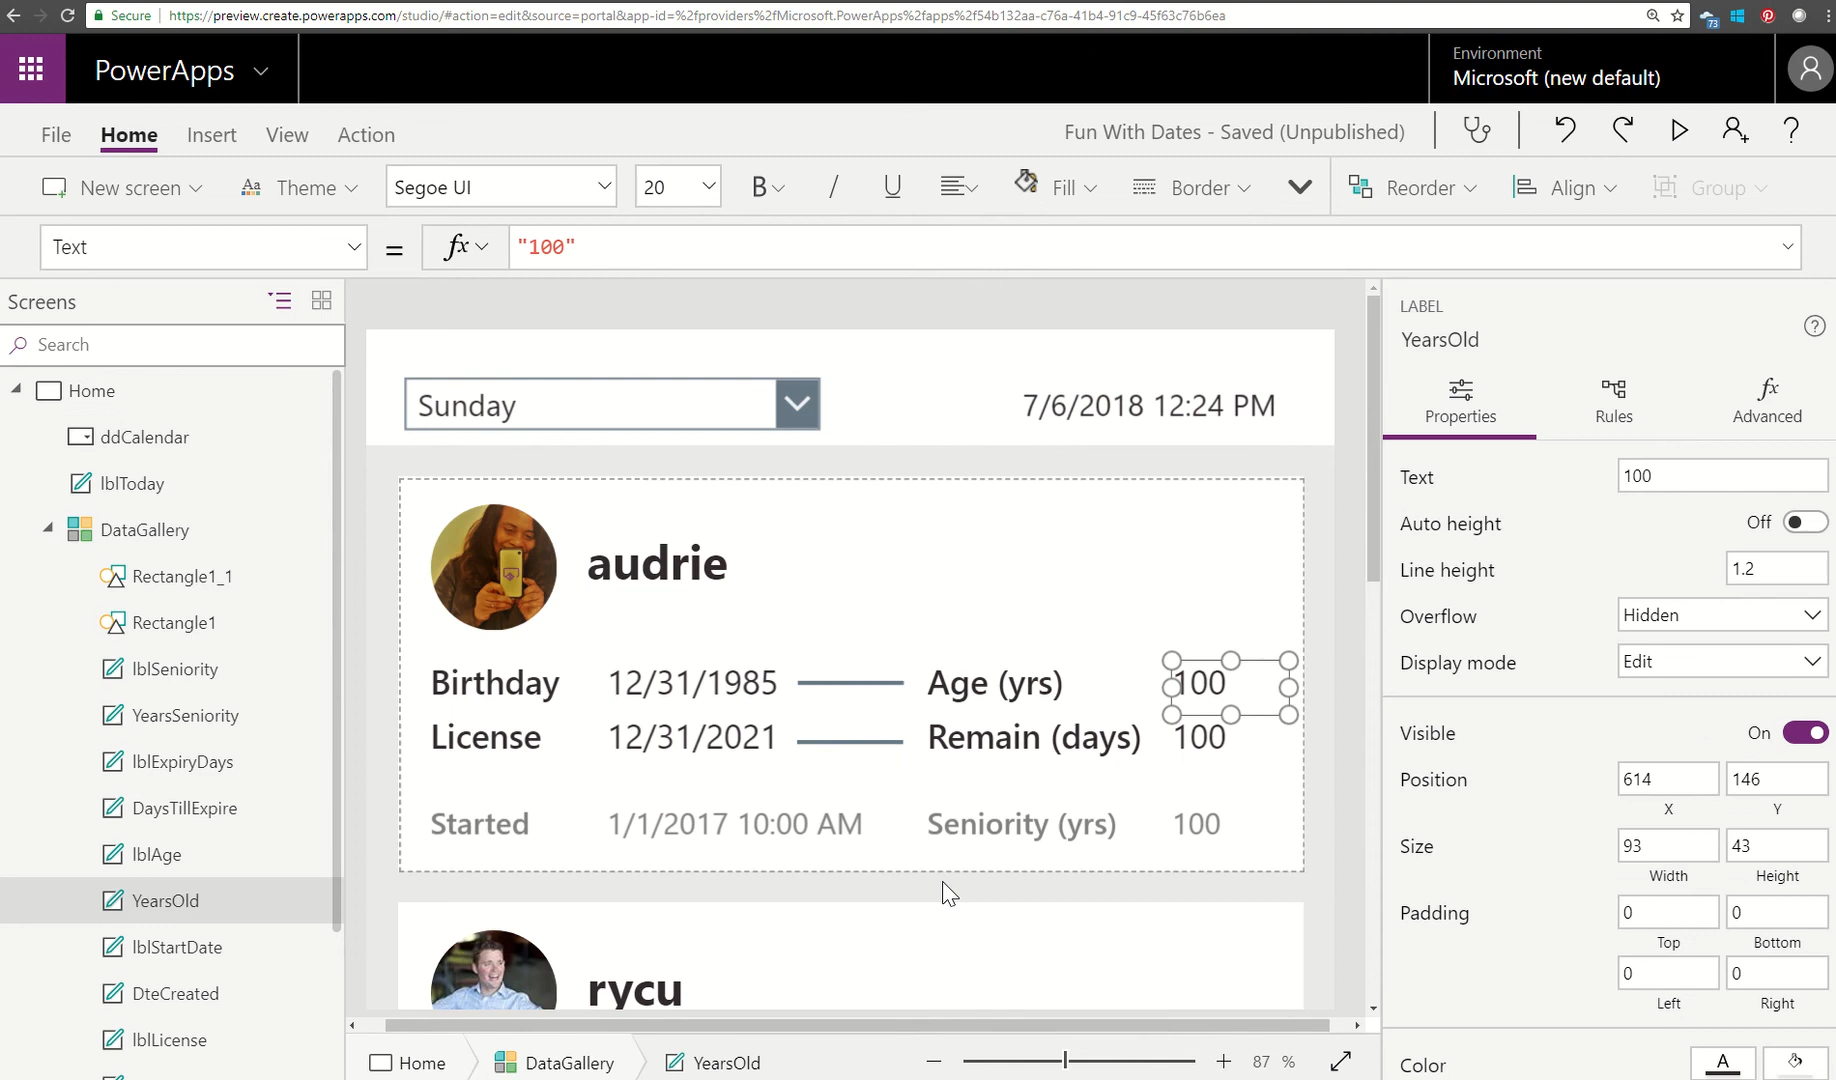 Secure https://preview.create.powerapps.com/studio/#action=edit&source=portal&app-id=%2fproviders%2fMicrosoft.PowerApps%2fapps%2f54b132aa-c76a-41b4-91c9-45f63c76b6ea 73
PowerApps
Environment
Microsoft (new default)
File Home Insert View Action
Fun With Dates - Saved (Unpublished) ?
New screen Aa Theme Segoe UI 20 B / U Fill Border Reorder Align Group
Text = fx "100"
Screens
Search
Home
ddCalendar
lblToday
DataGallery
Rectangle1_1
Rectangle1
lblSeniority
YearsSeniority
lblExpiryDays
DaysTillExpire
lblAge
YearsOld
lblStartDate
DteCreated
lblLicense
Sunday 7/6/2018 12:24 PM
audrie
Birthday 12/31/1985 Age (yrs) 100
License 12/31/2021 Remain (days) 100
Started 1/1/2017 10:00 AM Seniority (yrs) 100
rycu
Home DataGallery YearsOld
87 %
LABEL
YearsOld ?
Properties Rules fx Advanced
Text 100
Auto height Off
Line height 1.2
Overflow Hidden
Display mode Edit
Visible On
Position 614 146
X Y
Size 93 43
Width Height
Padding 0 0
Top Bottom
0 0
Left Right
Color A